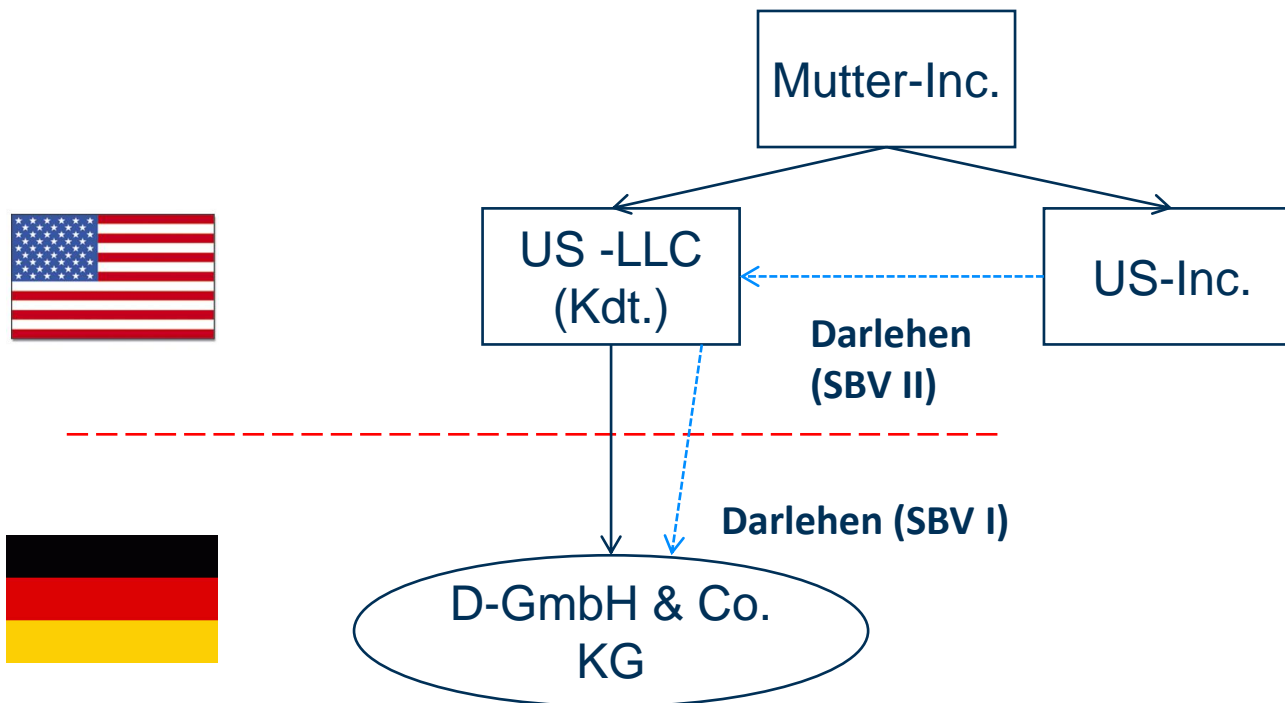 Mutter-Inc.
US -LLC
(Kdt.)
US-Inc.
Darlehen
(SBV II)
Darlehen (SBV I)
D-GmbH & Co.
KG